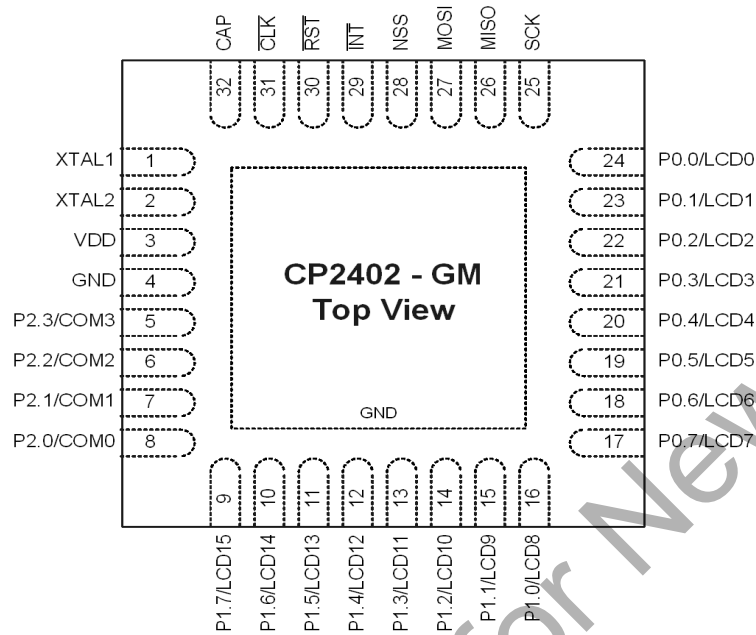 CAP
C̅L̅K̅
R̅S̅T̅
I̅N̅T̅
NSS
MOSI
MISO
SCK
32
31
30
29
28
27
26
25
XTAL1 1
XTAL2 2
VDD 3
GND 4
P2.3/COM3 5
P2.2/COM2 6
P2.1/COM1 7
P2.0/COM0 8
CP2402 - GM
Top View
GND
24 P0.0/LCD0
23 P0.1/LCD1
22 P0.2/LCD2
21 P0.3/LCD3
20 P0.4/LCD4
19 P0.5/LCD5
18 P0.6/LCD6
17 P0.7/LCD7
9
10
11
12
13
14
15
16
P1.7/LCD15
P1.6/LCD14
P1.5/LCD13
P1.4/LCD12
P1.3/LCD11
P1.2/LCD10
P1.1/LCD9
P1.0/LCD8
for New